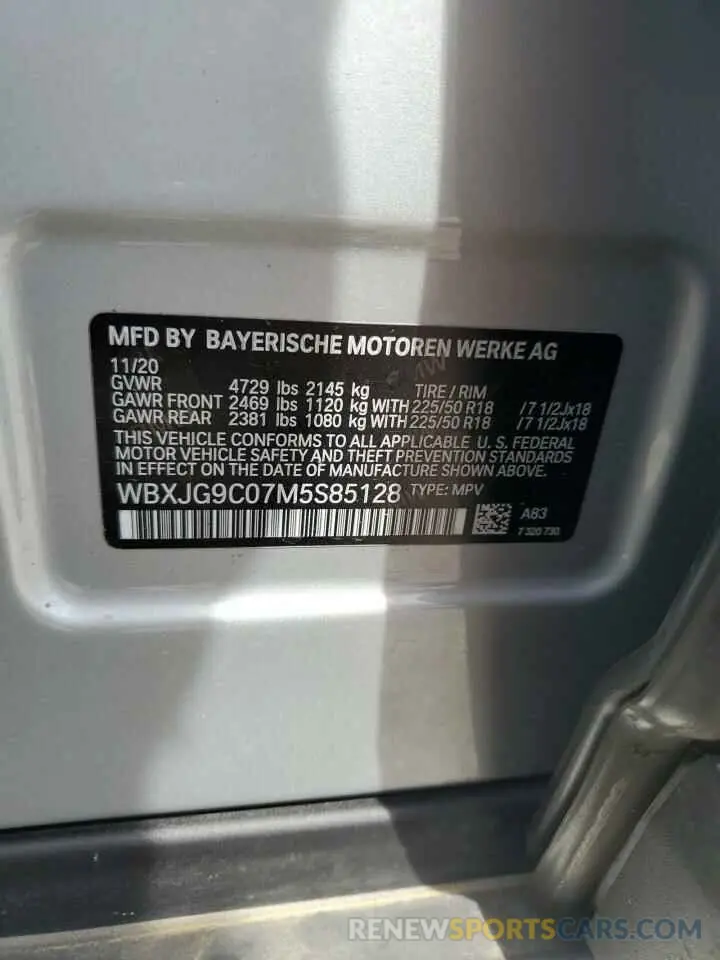 MFD BY BAYERISCHE MOTOREN WERKE AG
11/20
GVWR 4729 lbs 2145 kg TIRE / RIM
GAWR FRONT 2469 lbs 1120 kg WITH 225/50 R18 /7 1/2Jx18
GAWR REAR 2381 lbs 1080 kg WITH 225/50 R18 /7 1/2Jx18
THIS VEHICLE CONFORMS TO ALL APPLICABLE U. S. FEDERAL
MOTOR VEHICLE SAFETY AND THEFT PREVENTION STANDARDS
IN EFFECT ON THE DATE OF MANUFACTURE SHOWN ABOVE.
WBXJG9C07M5S85128 TYPE: MPV
A83
7 320 730
RENEWSPORTSCARS.COM